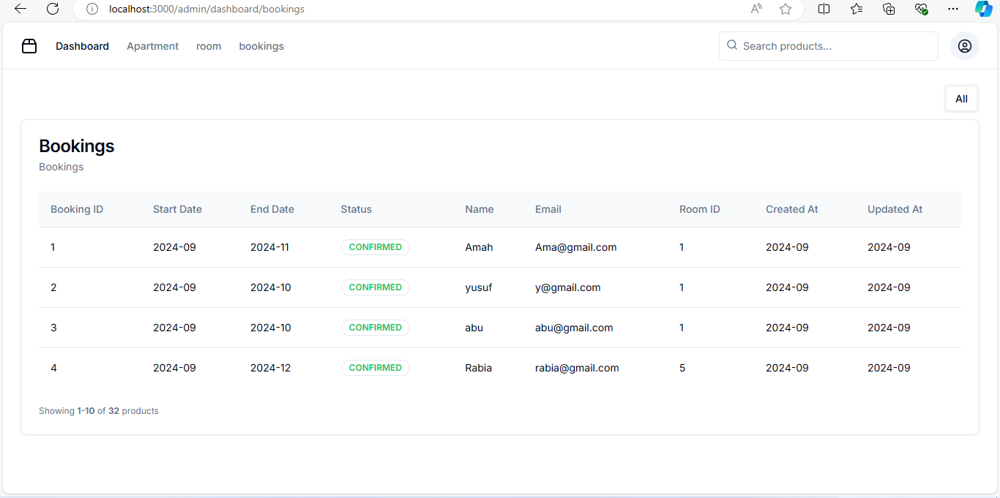 localhost:3000/admin/dashboard/bookings
Dashboard Apartment room bookings Search products...
All
Bookings
Bookings
Booking ID Start Date End Date Status Name Email Room ID Created At Updated At
1 2024-09 2024-11 CONFIRMED Amah Ama@gmail.com 1 2024-09 2024-09
2 2024-09 2024-10 CONFIRMED yusuf y@gmail.com 1 2024-09 2024-09
3 2024-09 2024-10 CONFIRMED abu abu@gmail.com 1 2024-09 2024-09
4 2024-09 2024-12 CONFIRMED Rabia rabia@gmail.com 5 2024-09 2024-09
Showing 1-10 of 32 products